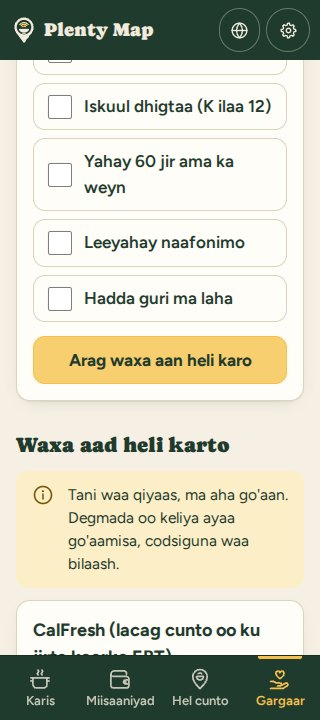 Plenty Map
Iskuul dhigtaa (K ilaa 12)
Yahay 60 jir ama ka
weyn
Leeyahay naafonimo
Hadda guri ma laha
Arag waxa aan heli karo
Waxa aad heli karto
Tani waa qiyaas, ma aha go'aan.
Degmada oo keliya ayaa
go'aamisa, codsiguna waa
bilaash.
CalFresh (lacag cunto oo ku
Karis
Miisaaniyad
Hel cunto
Gargaar